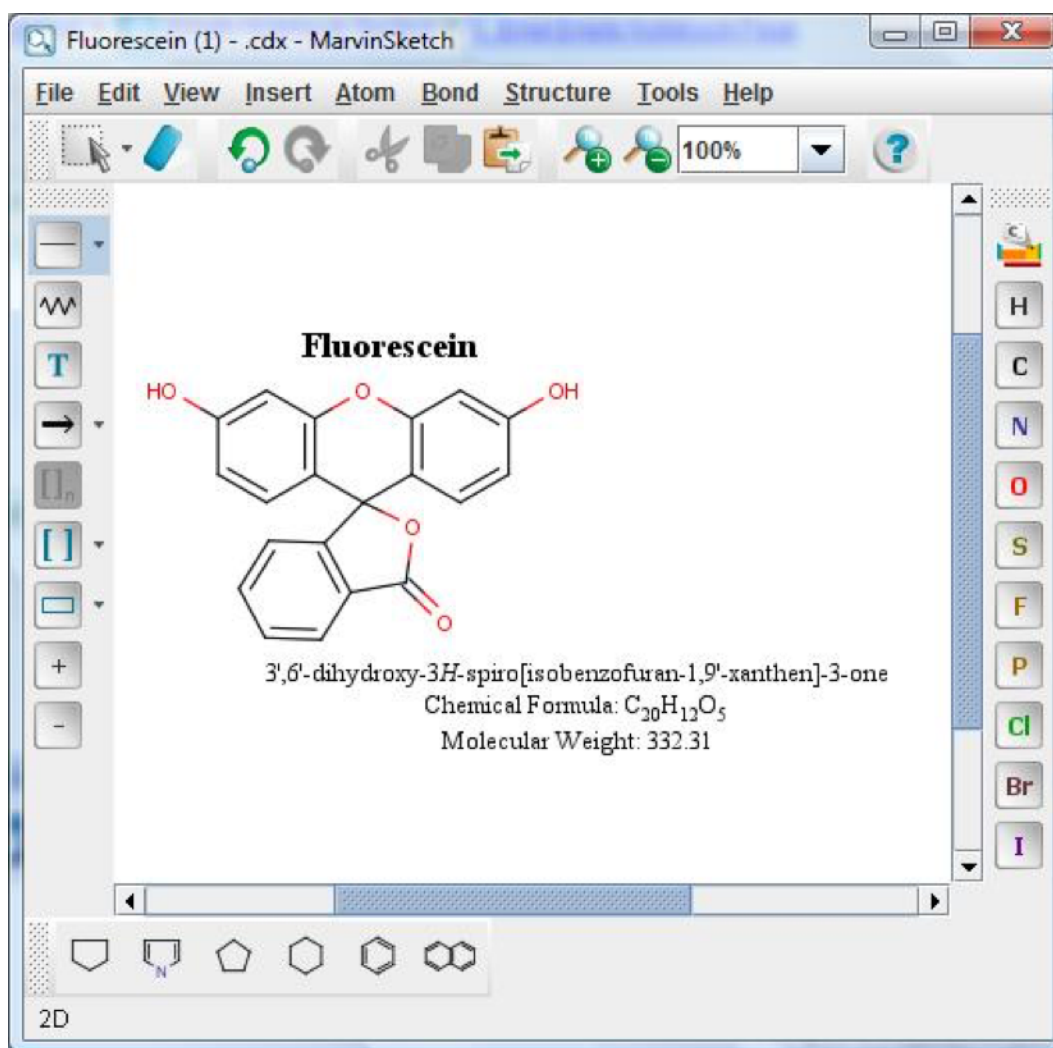 Fluorescein (1) - .cdx - MarvinSketch
File Edit View Insert Atom Bond Structure Tools Help
100% ?
T
[ ]n
[ ]
+
-
Fluorescein
HO O OH
O
O
3',6'-dihydroxy-3H-spiro[isobenzofuran-1,9'-xanthen]-3-one
Chemical Formula: C₂₀H₁₂O₅
Molecular Weight: 332.31
C
H
C
N
O
S
F
P
Cl
Br
I
N
2D